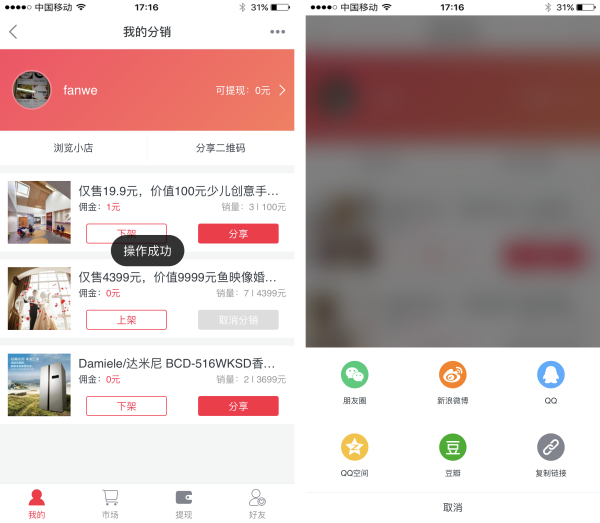 中国移动 17:16 31%
我的分销
fanwe 可提现：0元
浏览小店 分享二维码
仅售19.9元，价值100元少儿创意手…
佣金：1元 销量：3 | 100元
下架 分享
操作成功
仅售4399元，价值9999元鱼映像婚…
佣金：0元 销量：7 | 4399元
上架 取消分销
Damiele/达米尼 BCD-516WKSD香…
佣金：0元 销量：2 | 3699元
下架 分享
我的 市场 提现 好友
中国移动 17:16 31%
朋友圈 新浪微博 QQ
豆
QQ空间 豆瓣 复制链接
取消